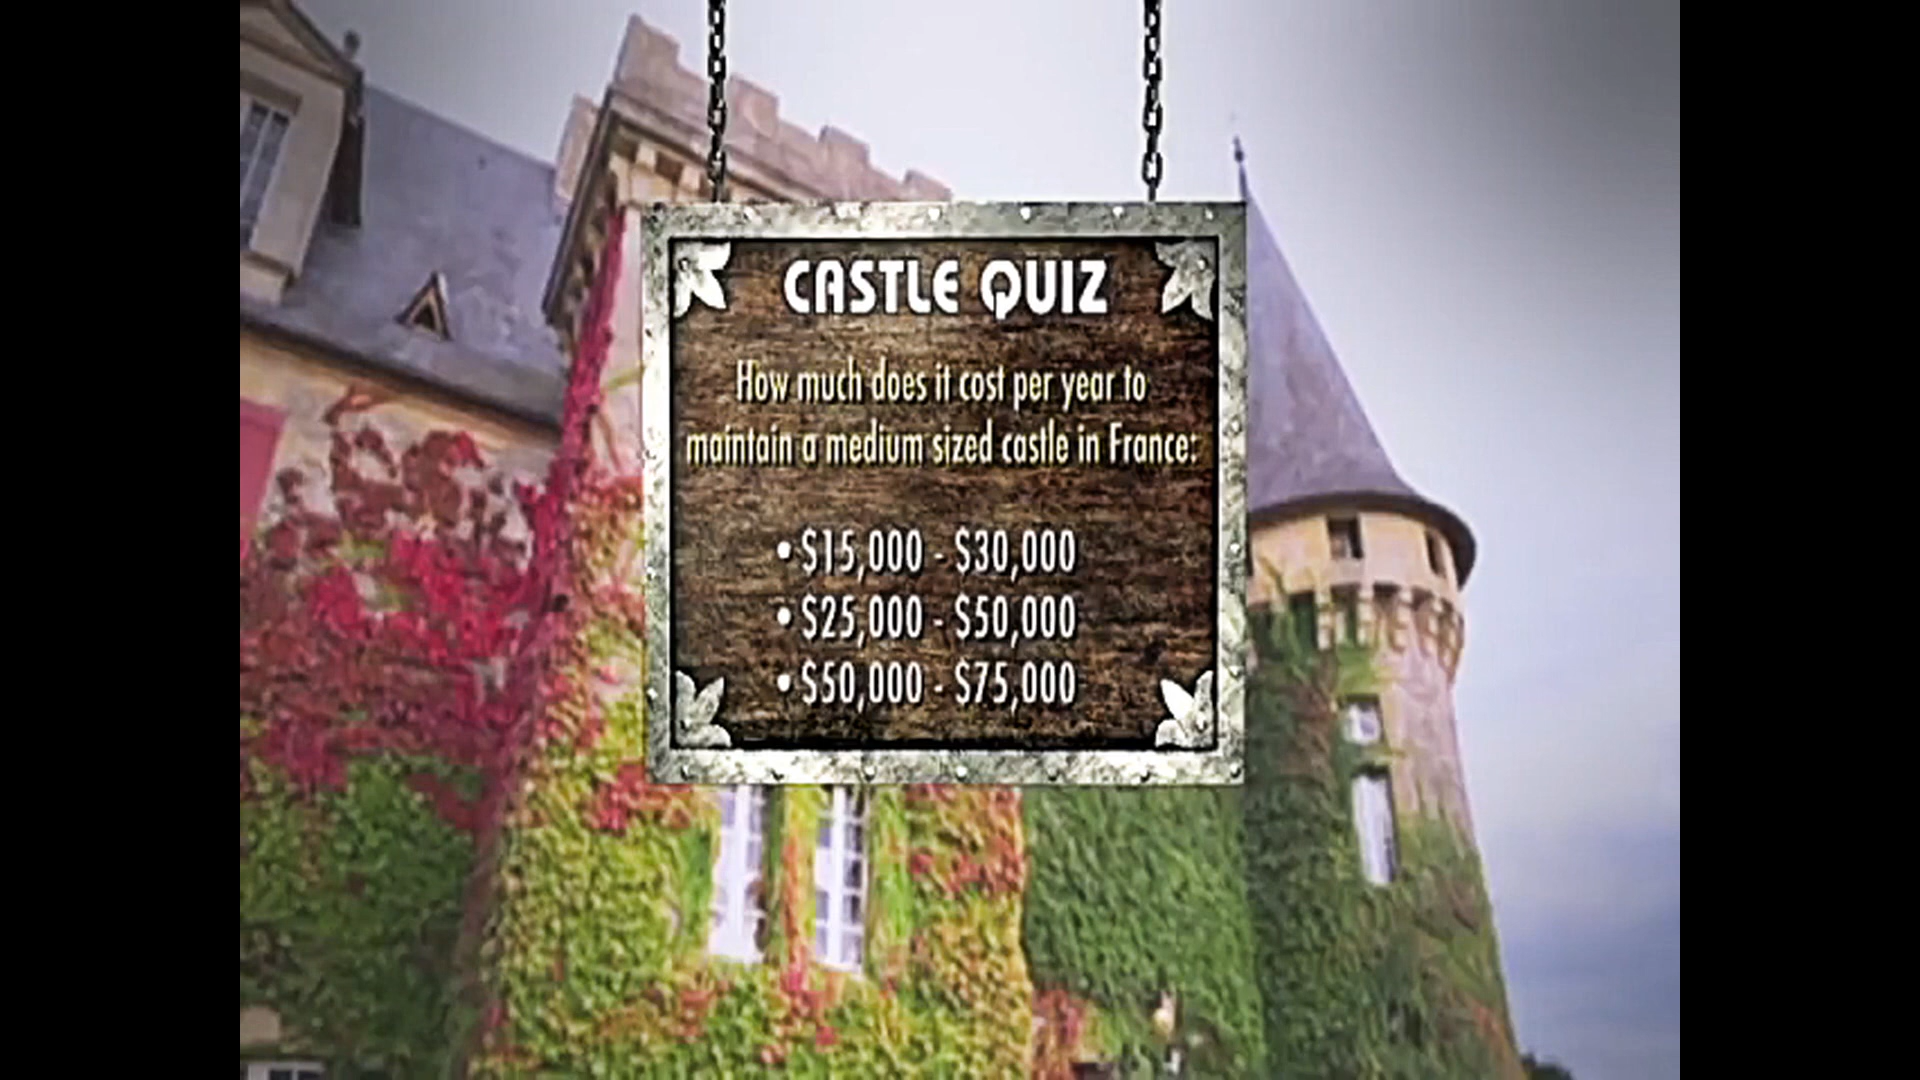 CASTLE QUIZ
How much does it cost per year to
maintain a medium sized castle in France:
• $15,000 - $30,000
• $25,000 - $50,000
• $50,000 - $75,000